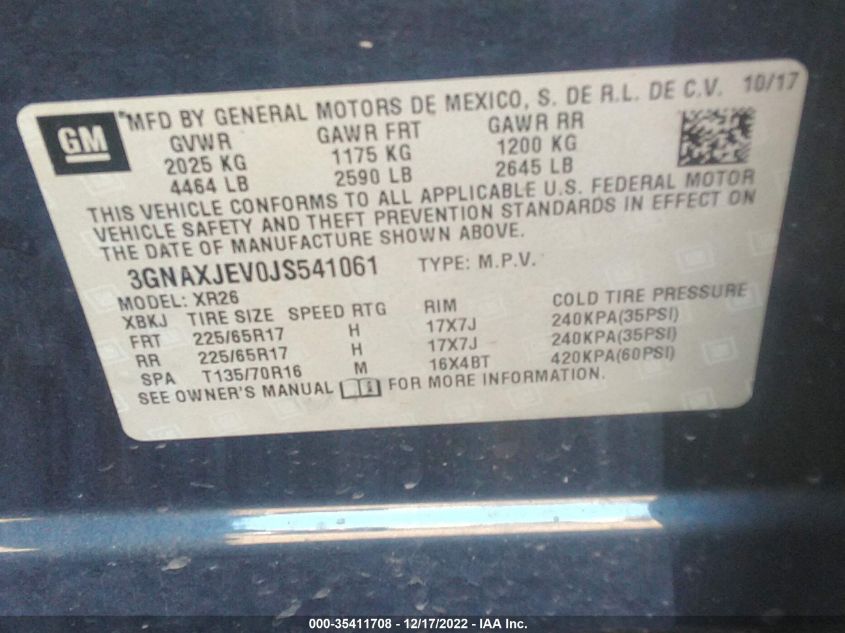 GM
*MFD BY GENERAL MOTORS DE MEXICO, S. DE R.L. DE C.V. 10/17
GVWR GAWR FRT GAWR RR
2025 KG 1175 KG 1200 KG
4464 LB 2590 LB 2645 LB
THIS VEHICLE CONFORMS TO ALL APPLICABLE U.S. FEDERAL MOTOR
VEHICLE SAFETY AND THEFT PREVENTION STANDARDS IN EFFECT ON
THE DATE OF MANUFACTURE SHOWN ABOVE.
3GNAXJEV0JS541061 TYPE: M.P.V.
MODEL: XR26
XBKJ TIRE SIZE SPEED RTG RIM COLD TIRE PRESSURE
FRT 225/65R17 H 17X7J 240KPA(35PSI)
RR 225/65R17 H 17X7J 240KPA(35PSI)
SPA T135/70R16 M 16X4BT 420KPA(60PSI)
SEE OWNER'S MANUAL FOR MORE INFORMATION.
000-35411708 - 12/17/2022 - IAA Inc.